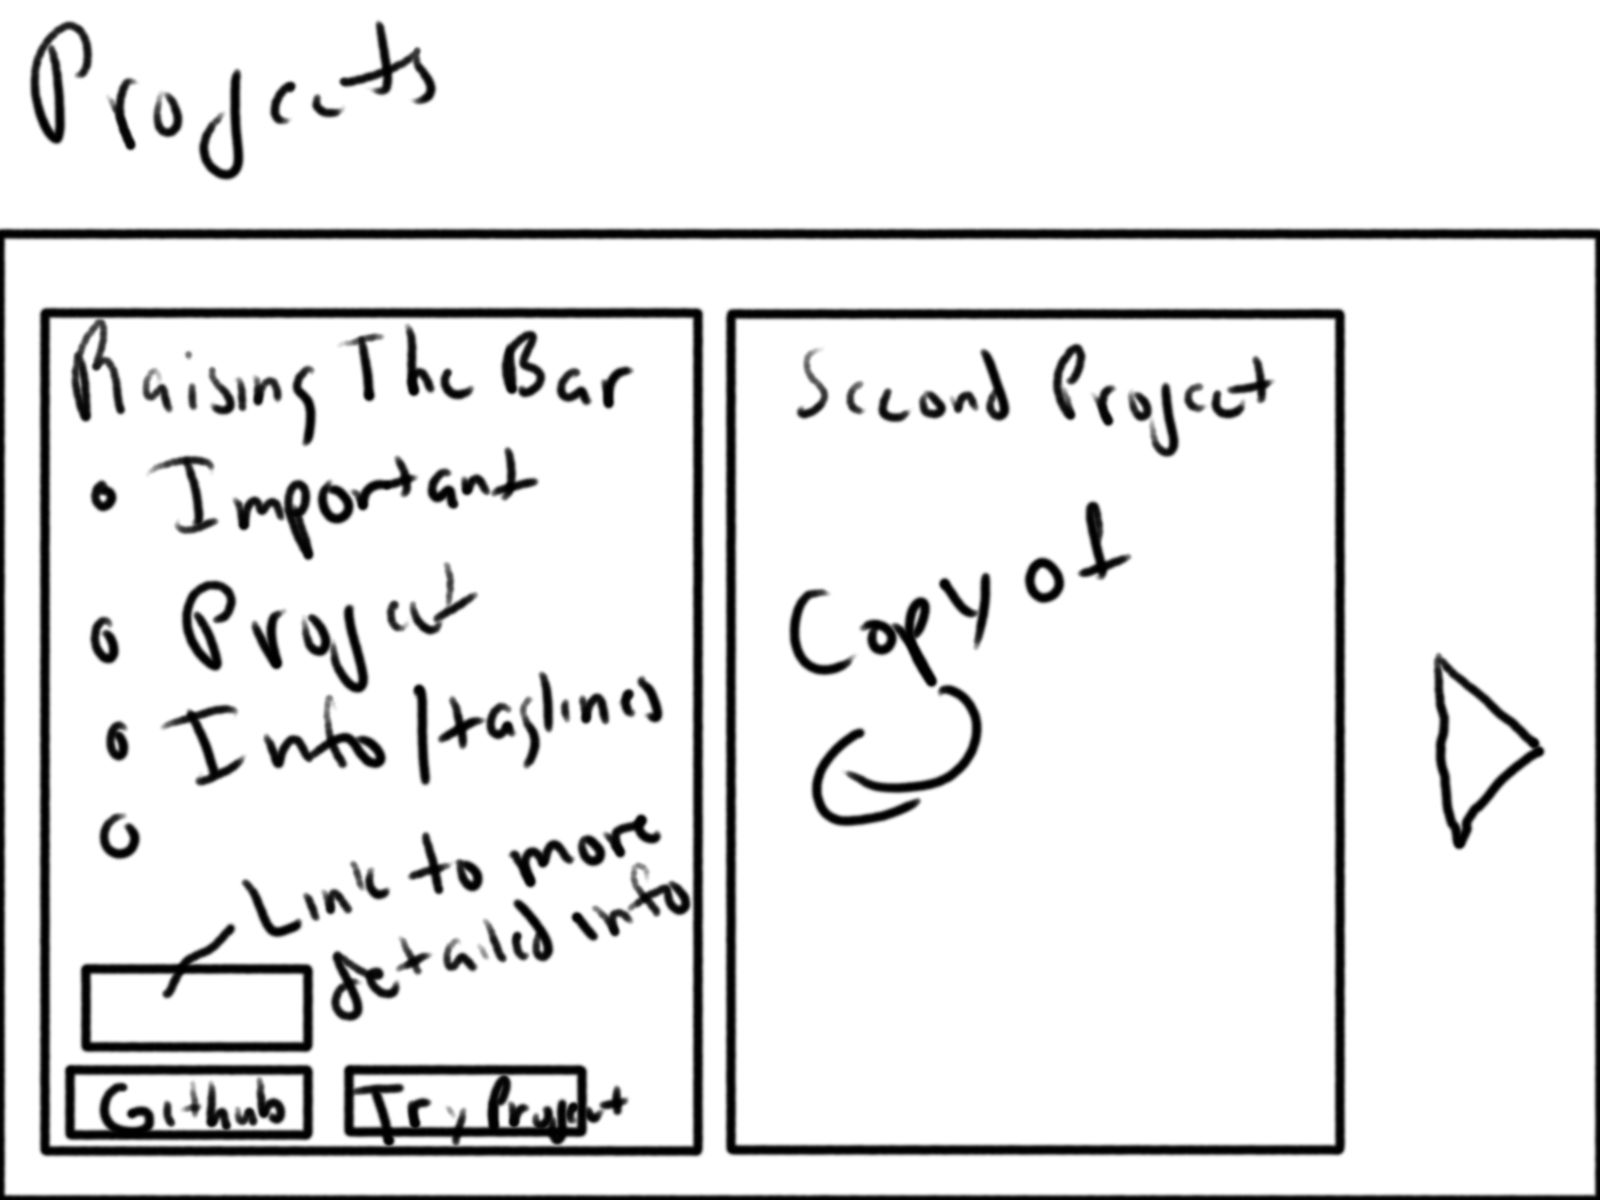 Projects
Raising The Bar
Important
Project
Info / taglines
Link to more
detailed info
Github
Try Project
Second Project
Copy of